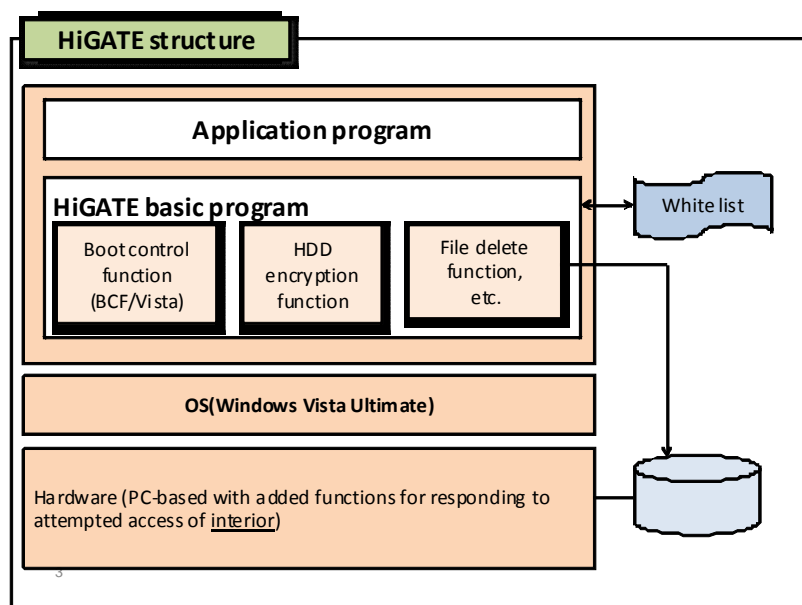 HiGATE structure
Application program
HiGATE basic program
Boot control
function
(BCF/Vista)
HDD
encryption
function
File delete
function,
etc.
White list
OS(Windows Vista Ultimate)
Hardware (PC-based with added functions for responding to
attempted access of interior)
3